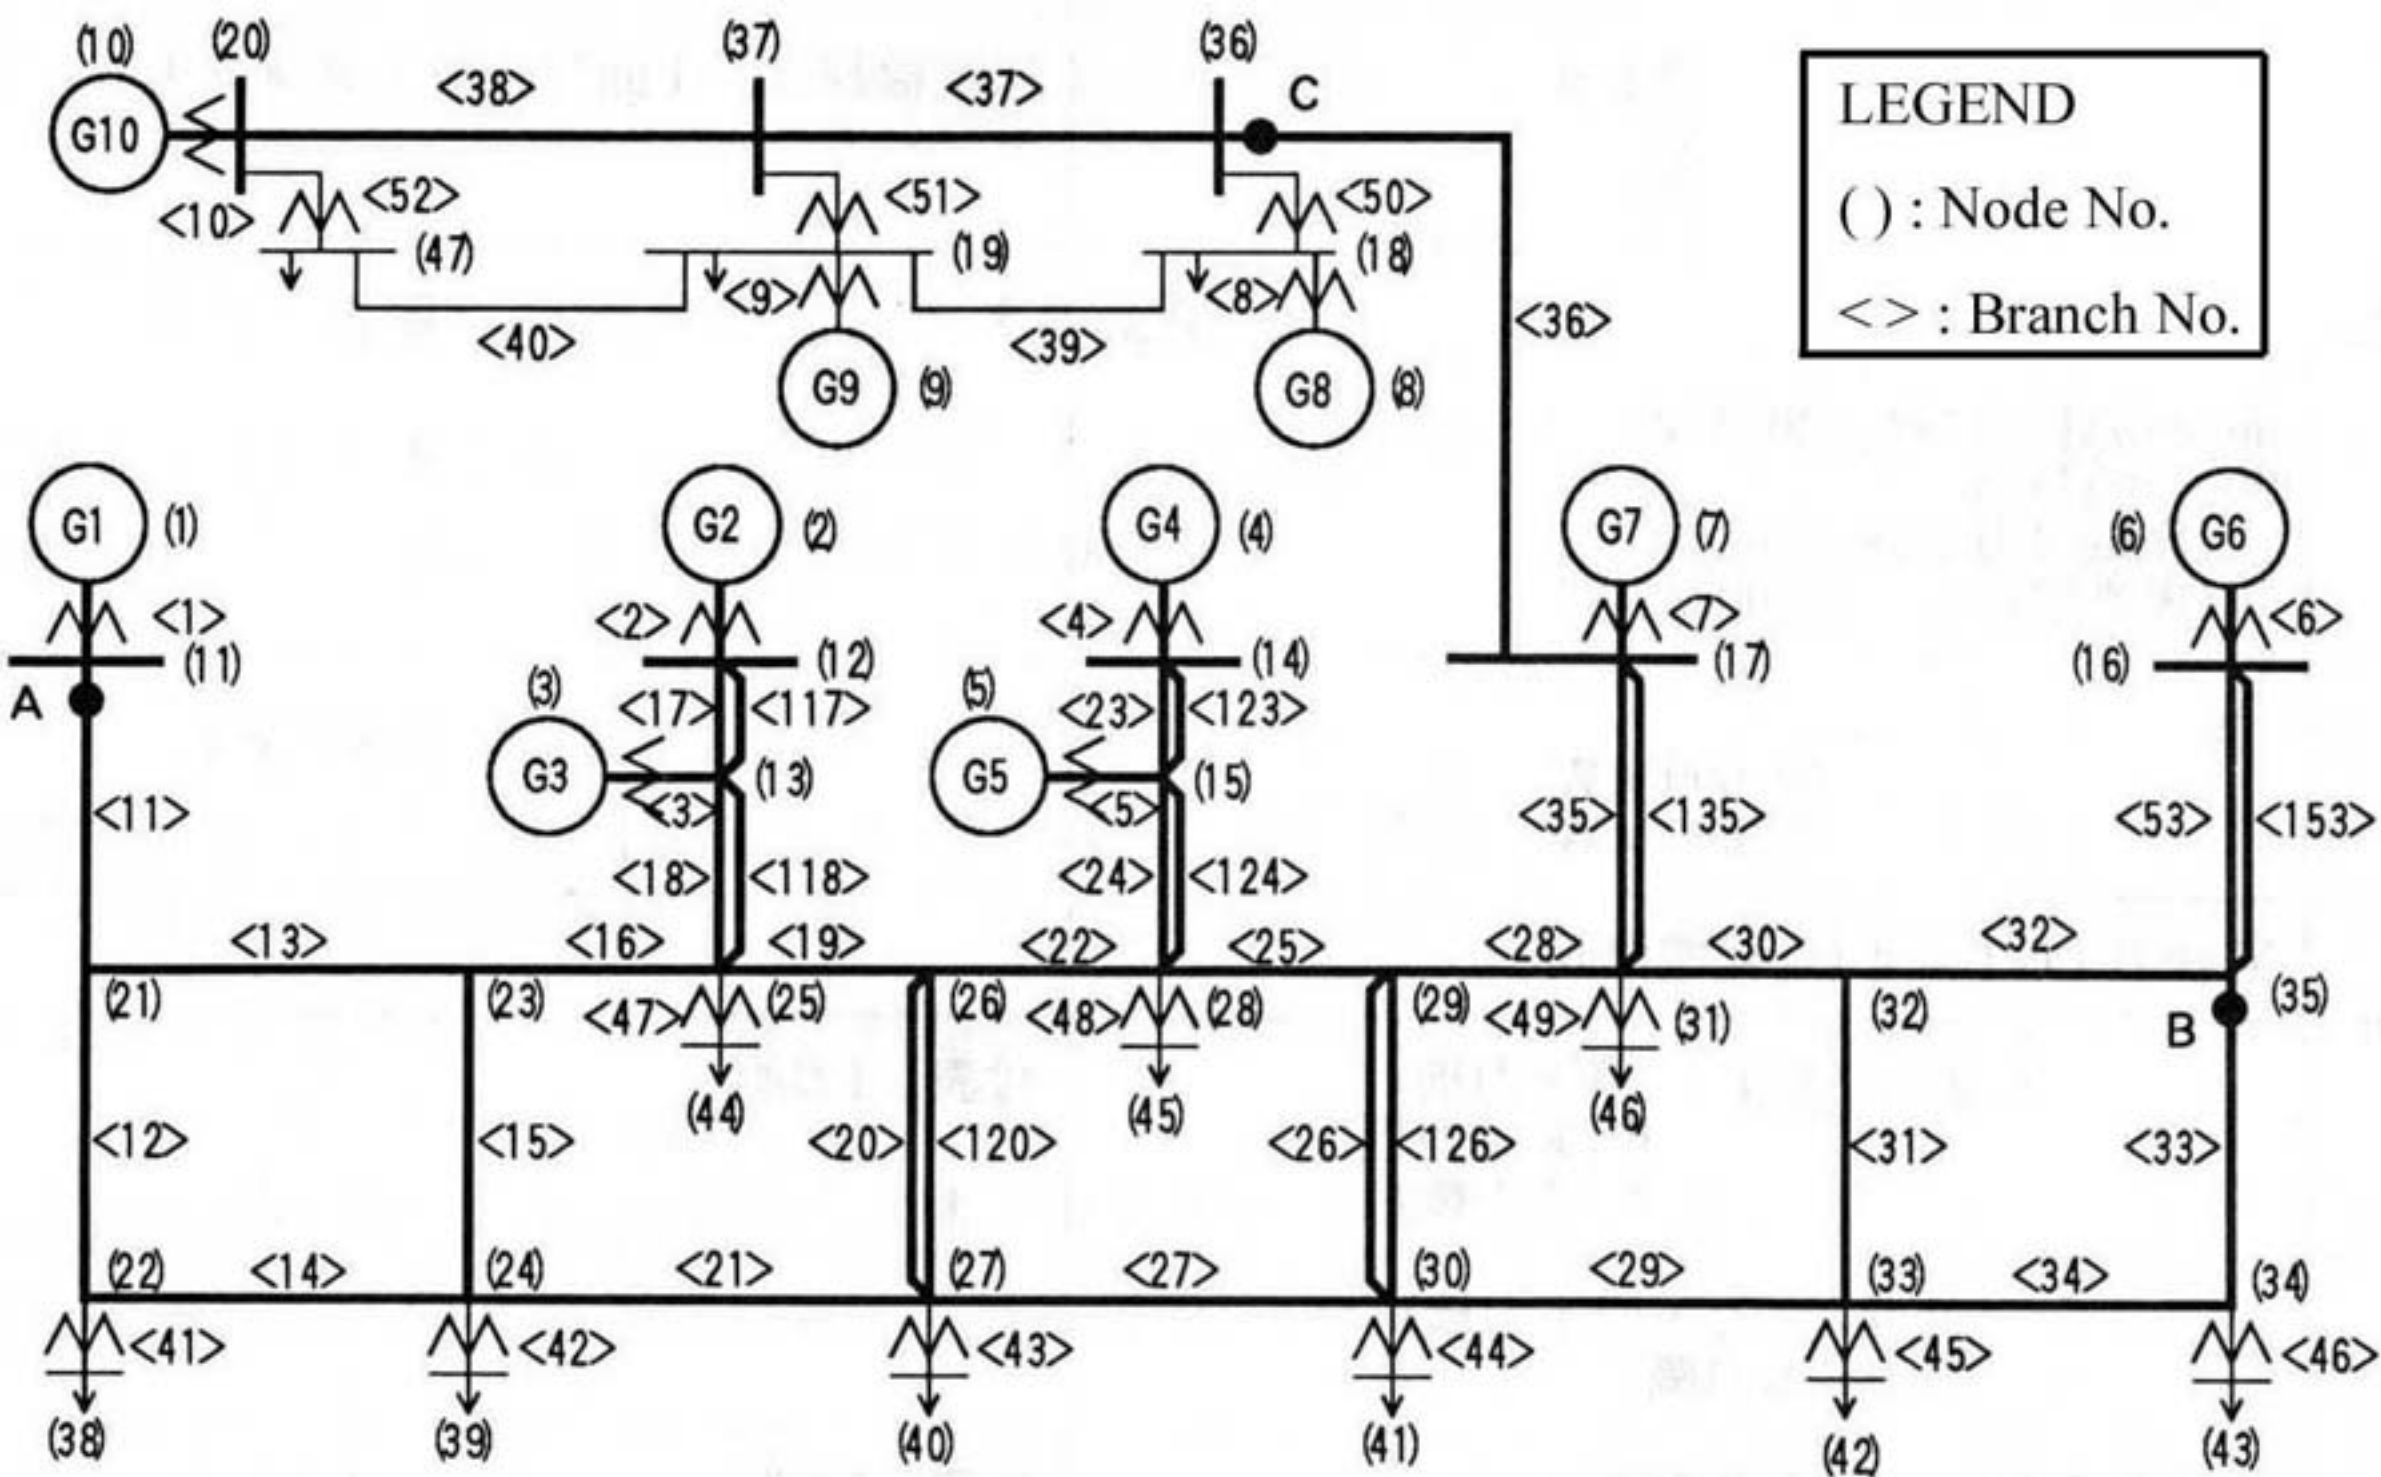 (10) (20) (37) (36)
<38> <37> C
G10
<10> <52> <51> <50>
(47) (19) (18)
<9> <8>
<40> <39> <36>
G9 (9) G8 (8)
LEGEND
( ) : Node No.
< > : Branch No.
G1 (1) G2 (2) G4 (4) G7 (7) (6) G6
<1> <2> <4> <7> <6>
(11) (12) (14) (17) (16)
A (3) <17> <117> (5) <23> <123>
G3 (13) G5 (15)
<11> <3> <5> <35> <135> <53> <153>
<18> <118> <24> <124>
<13> <16> <19> <22> <25> <28> <30> <32>
(21) (23) <47> (25) (26) <48> (28) (29) <49> (31) (32) B (35)
(44) (45) (46)
<12> <15> <20> <120> <26> <126> <31> <33>
(22) <14> (24) <21> (27) <27> (30) <29> (33) <34> (34)
<41> <42> <43> <44> <45> <46>
(38) (39) (40) (41) (42) (43)